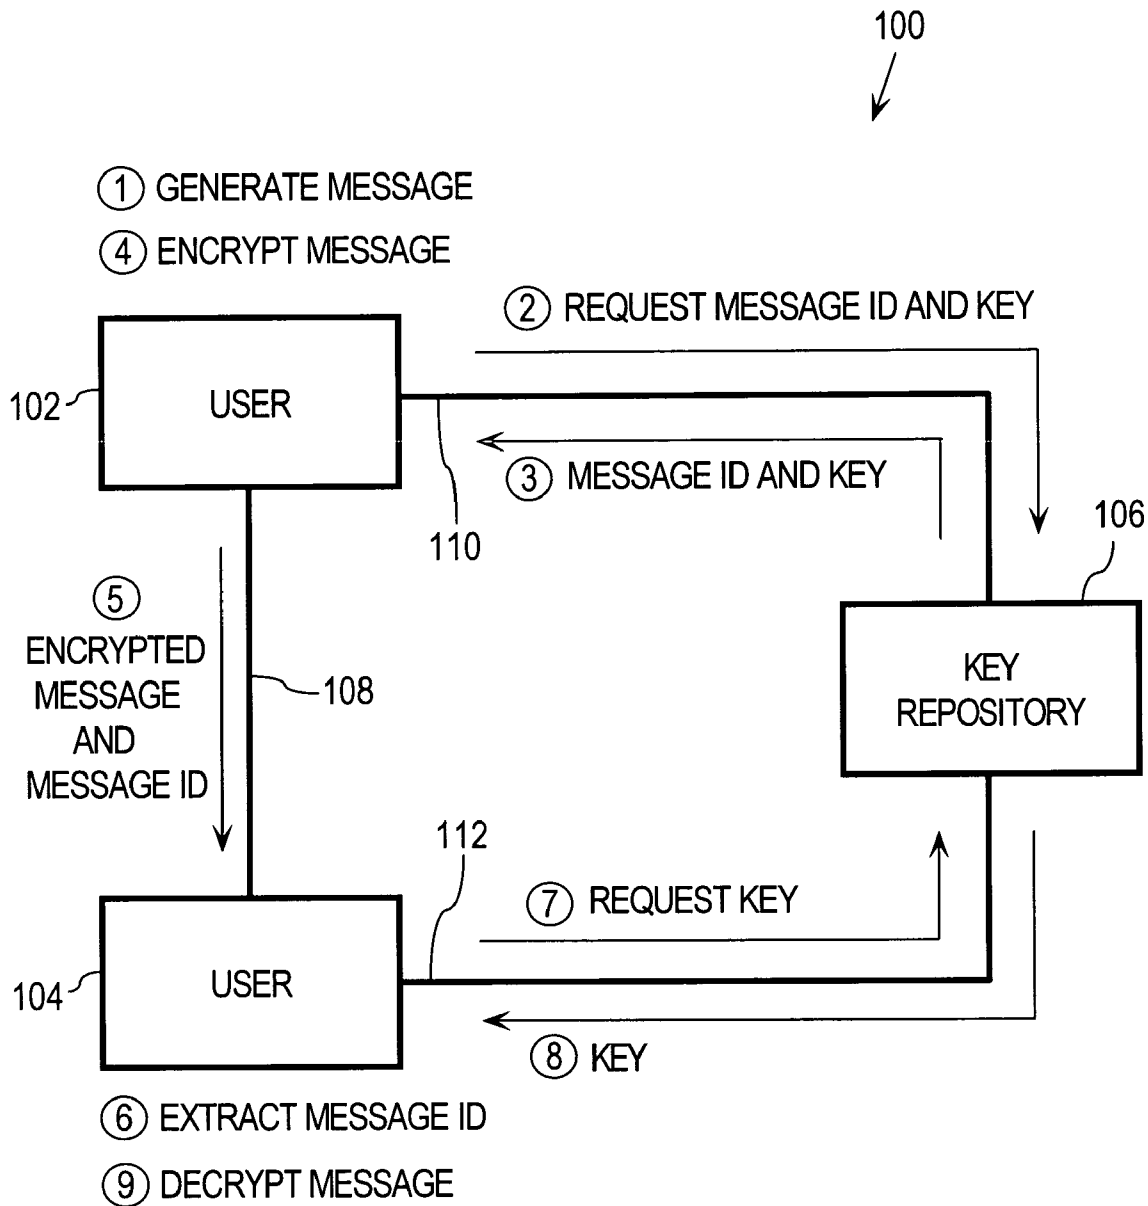 100
① GENERATE MESSAGE
④ ENCRYPT MESSAGE
② REQUEST MESSAGE ID AND KEY
102
USER
③ MESSAGE ID AND KEY
110
106
⑤
ENCRYPTED
MESSAGE
AND
MESSAGE ID
108
KEY
REPOSITORY
112
⑦ REQUEST KEY
104
USER
⑧ KEY
⑥ EXTRACT MESSAGE ID
⑨ DECRYPT MESSAGE